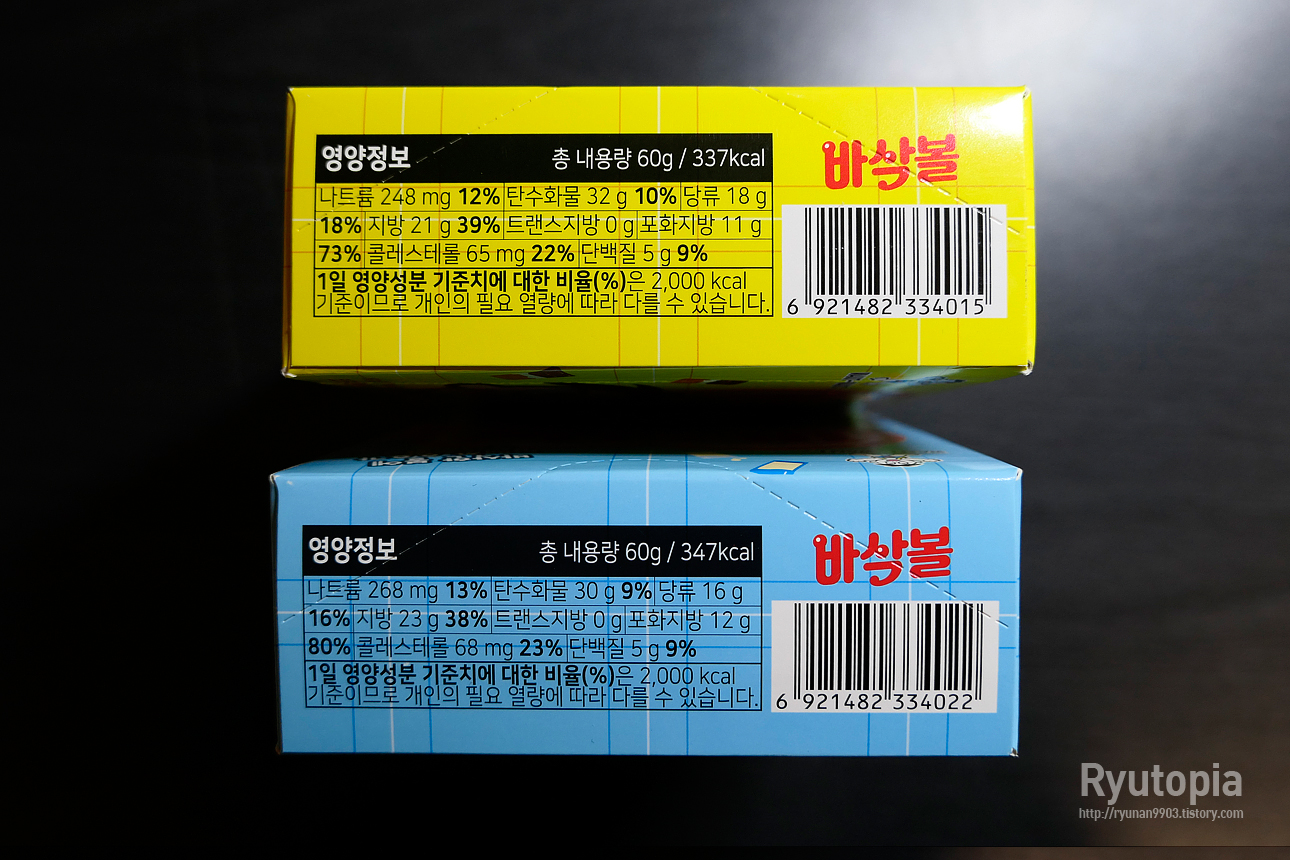 영양정보 총 내용량 60g / 337kcal
나트륨 248 mg 12% 탄수화물 32 g 10% 당류 18 g
18% 지방 21 g 39% 트랜스지방 0 g 포화지방 11 g
73% 콜레스테롤 65 mg 22% 단백질 5 g 9%
1일 영양성분 기준치에 대한 비율(%)은 2,000 kcal
기준이므로 개인의 필요 열량에 따라 다를 수 있습니다.
바삭볼
6 921482 334015
영양정보 총 내용량 60g / 347kcal
나트륨 268 mg 13% 탄수화물 30 g 9% 당류 16 g
16% 지방 23 g 38% 트랜스지방 0 g 포화지방 12 g
80% 콜레스테롤 68 mg 23% 단백질 5 g 9%
1일 영양성분 기준치에 대한 비율(%)은 2,000 kcal
기준이므로 개인의 필요 열량에 따라 다를 수 있습니다.
바삭볼
6 921482 334022
Ryutopia
http://ryunan9903.tistory.com